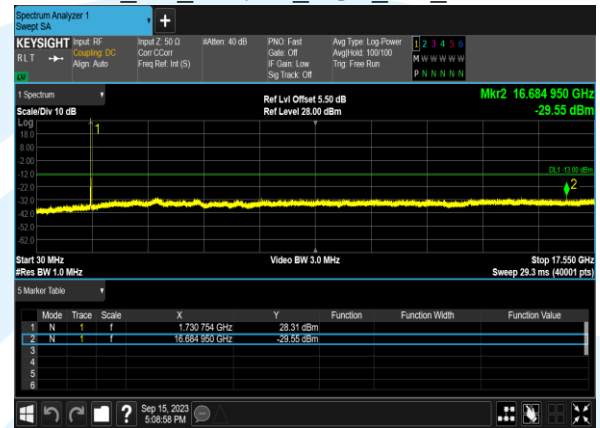 Spectrum Analyzer 1
Swept SA
+
KEYSIGHT Input: RF Input Z: 50 Ω #Atten: 40 dB PNO: Fast Avg Type: Log-Power 1 2 3 4 5 6
RLT Coupling: DC Corr CCorr Gate: Off Avg|Hold: 100/100 M W W W W W
Align: Auto Freq Ref: Int (S) IF Gain: Low Trig: Free Run P N N N N N
LXI Sig Track: Off
1 Spectrum Ref Lvl Offset 5.50 dB Mkr2 16.684 950 GHz
Scale/Div 10 dB Ref Level 28.00 dBm -29.55 dBm
Log
18.0
1
8.00
-2.00
-12.0
DL1 -13.00 dBm
-22.0
2
-32.0
-42.0
-52.0
-62.0
Start 30 MHz Video BW 3.0 MHz Stop 17.550 GHz
#Res BW 1.0 MHz Sweep 29.3 ms (40001 pts)
5 Marker Table
Mode Trace Scale X Y Function Function Width Function Value
1 N 1 f 1.730 754 GHz 28.31 dBm
2 N 1 f 16.684 950 GHz -29.55 dBm
3
4
5
6
? Sep 15, 2023
5:08:58 PM